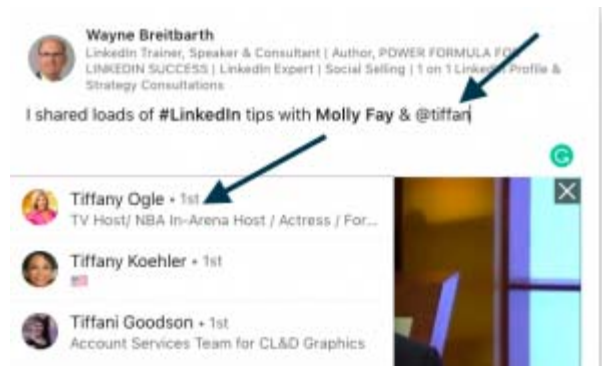 Wayne Breitbarth
LinkedIn Trainer, Speaker & Consultant | Author, POWER FORMULA FOR
LINKEDIN SUCCESS | LinkedIn Expert | Social Selling | 1 on 1 LinkedIn Profile &
Strategy Consultations
I shared loads of #LinkedIn tips with Molly Fay & @tiffan
Tiffany Ogle • 1st
TV Host/ NBA In-Arena Host / Actress / For...
Tiffany Koehler • 1st
Tiffani Goodson • 1st
Account Services Team for CL&D Graphics